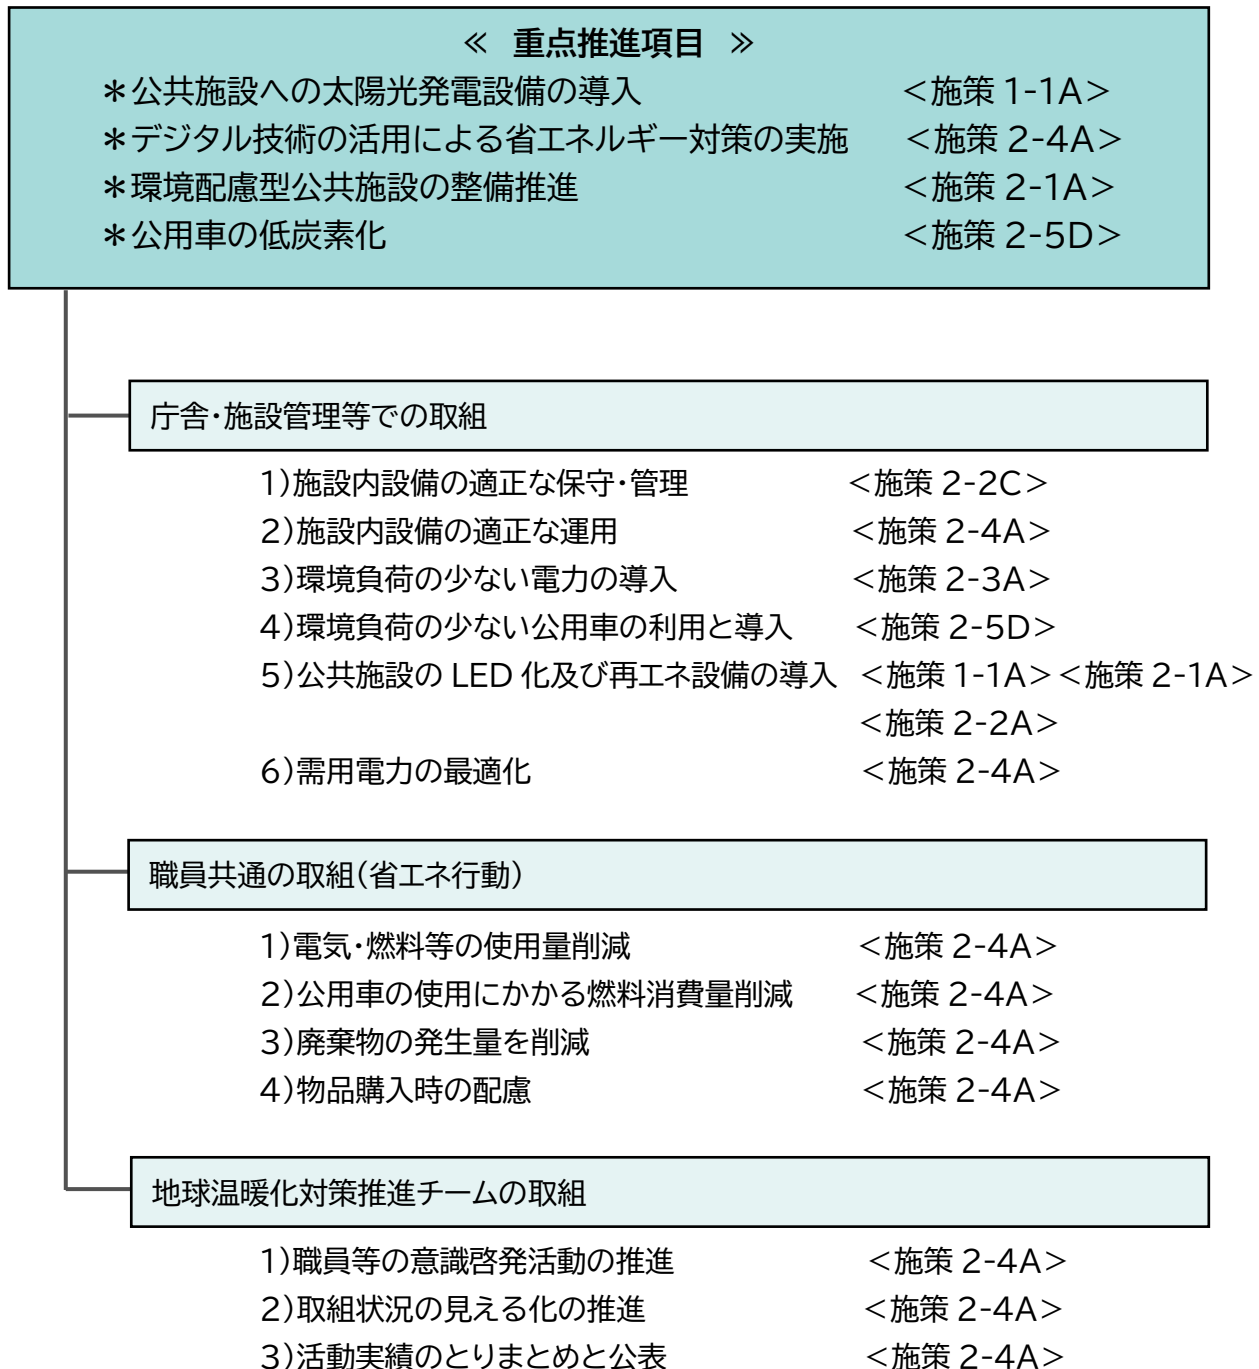 ≪ 重点推進項目 ≫
＊公共施設への太陽光発電設備の導入 ＜施策 1-1A＞
＊デジタル技術の活用による省エネルギー対策の実施 ＜施策 2-4A＞
＊環境配慮型公共施設の整備推進 ＜施策 2-1A＞
＊公用車の低炭素化 ＜施策 2-5D＞
庁舎・施設管理等での取組
1）施設内設備の適正な保守・管理 ＜施策 2-2C＞
2）施設内設備の適正な運用 ＜施策 2-4A＞
3）環境負荷の少ない電力の導入 ＜施策 2-3A＞
4）環境負荷の少ない公用車の利用と導入 ＜施策 2-5D＞
5）公共施設の LED 化及び再エネ設備の導入 ＜施策 1-1A＞＜施策 2-1A＞
＜施策 2-2A＞
6）需用電力の最適化 ＜施策 2-4A＞
職員共通の取組（省エネ行動）
1）電気・燃料等の使用量削減 ＜施策 2-4A＞
2）公用車の使用にかかる燃料消費量削減 ＜施策 2-4A＞
3）廃棄物の発生量を削減 ＜施策 2-4A＞
4）物品購入時の配慮 ＜施策 2-4A＞
地球温暖化対策推進チームの取組
1）職員等の意識啓発活動の推進 ＜施策 2-4A＞
2）取組状況の見える化の推進 ＜施策 2-4A＞
3）活動実績のとりまとめと公表 ＜施策 2-4A＞